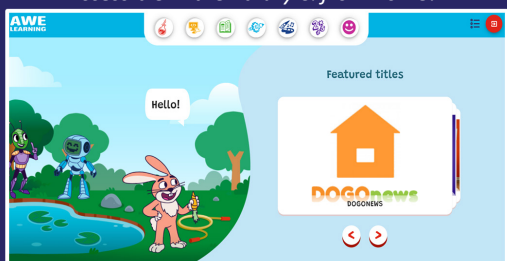 AWE
LEARNING
Hello!
Featured titles
DOGOnews
DOGONEWS